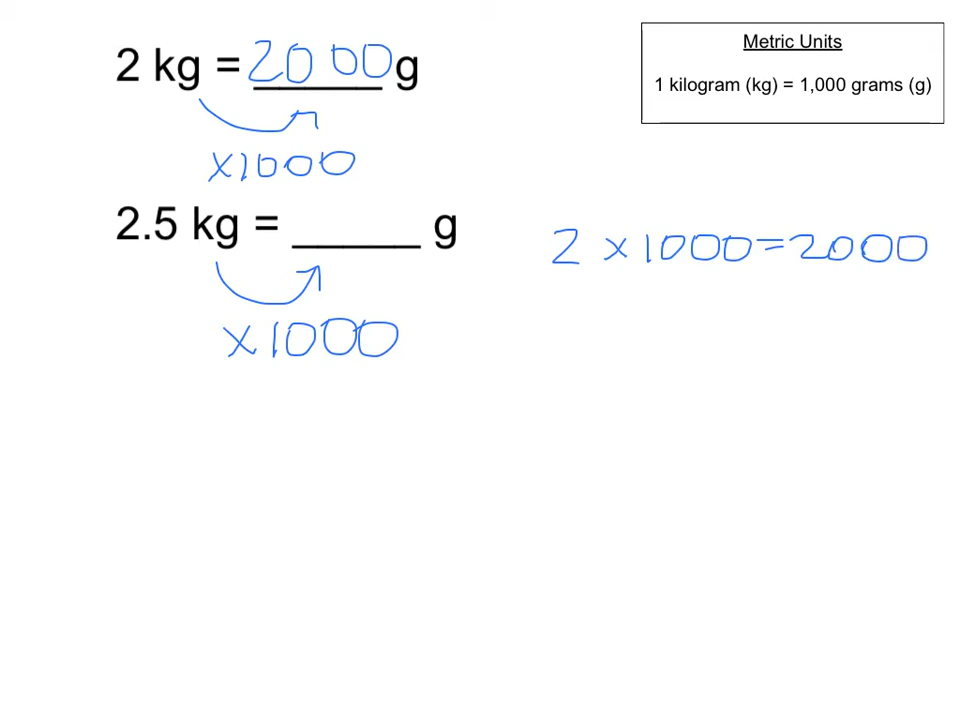 2 kg = 2000 g
x1000
2.5 kg = _____ g
x1000
Metric Units
1 kilogram (kg) = 1,000 grams (g)
2 x 1000 = 2000